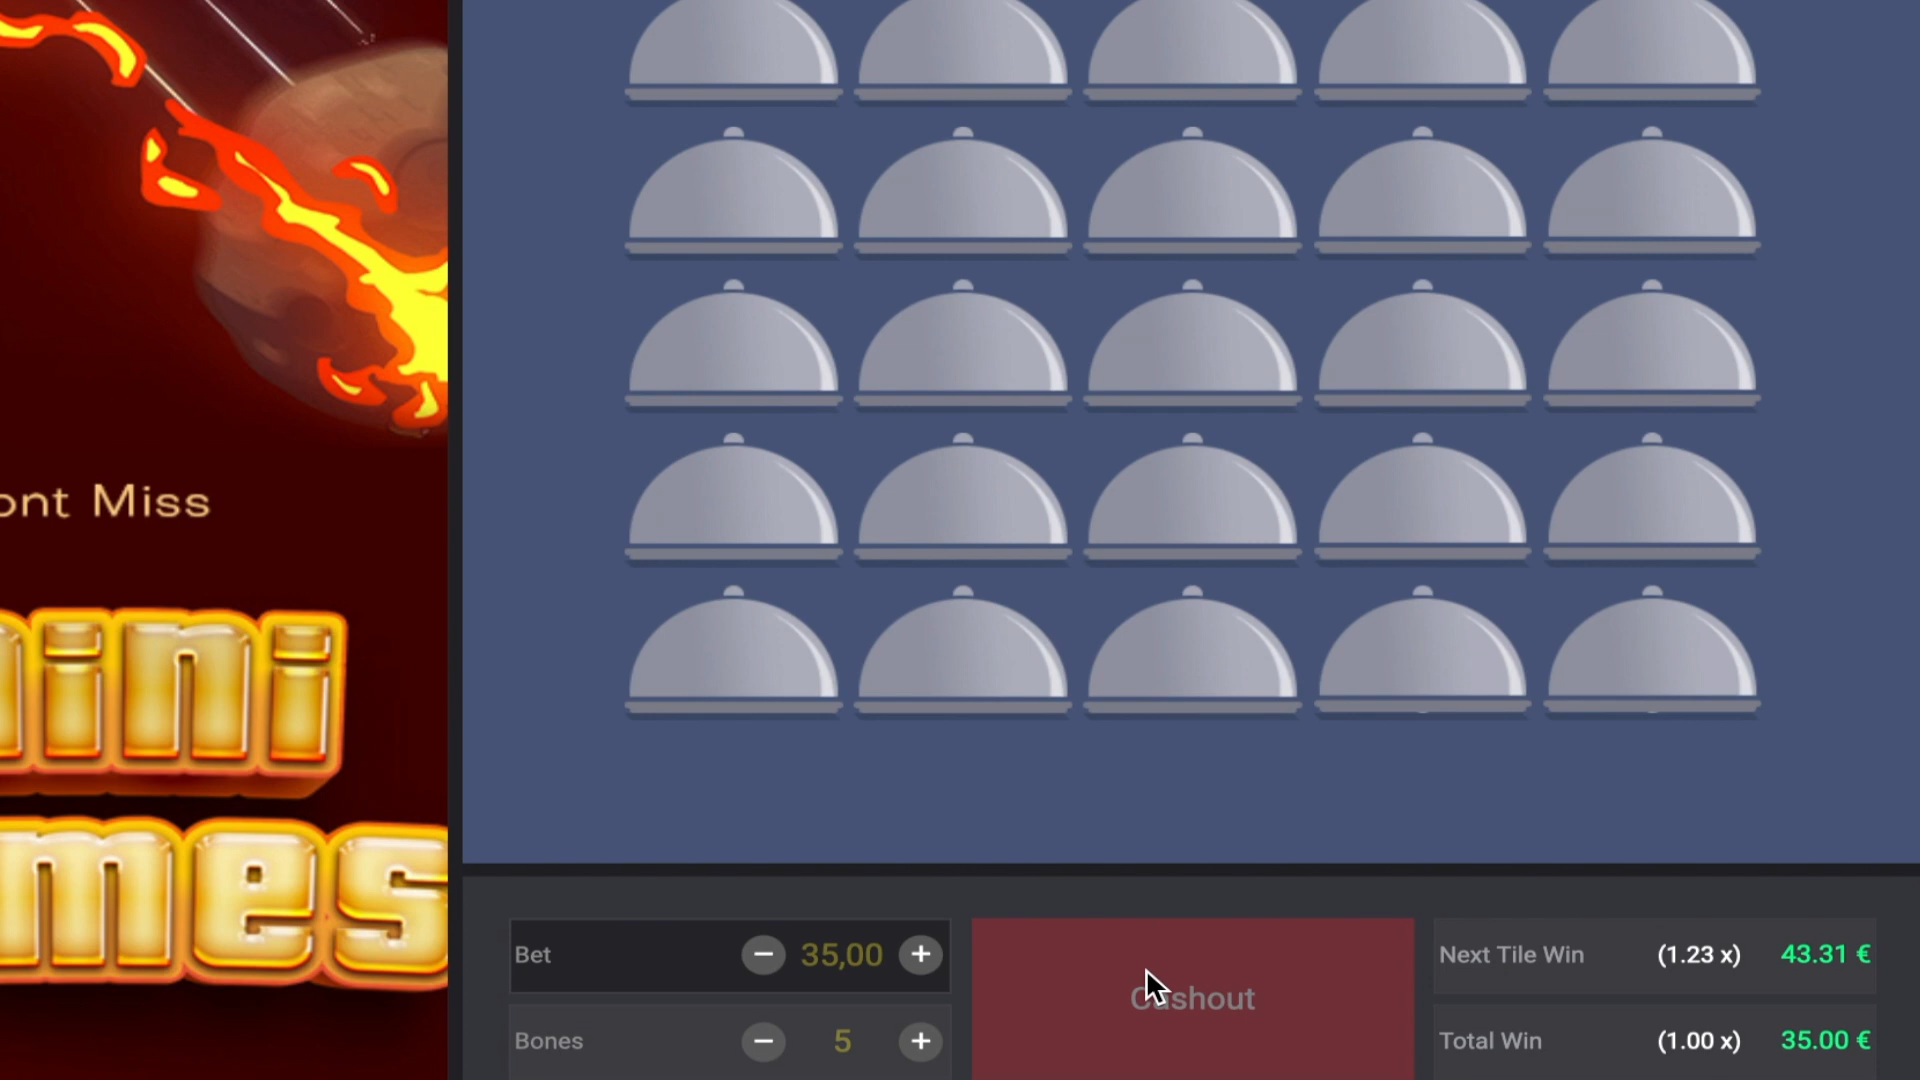 ont Miss
ini
mes
Bet 35,00
Cashout
Next Tile Win (1.23 x) 43.31 €
Bones 5
Total Win (1.00 x) 35.00 €